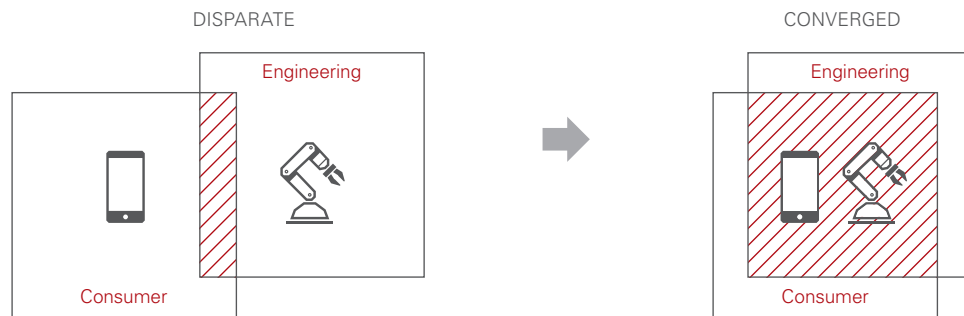 DISPARATE
CONVERGED
Engineering
Engineering
Consumer
Consumer